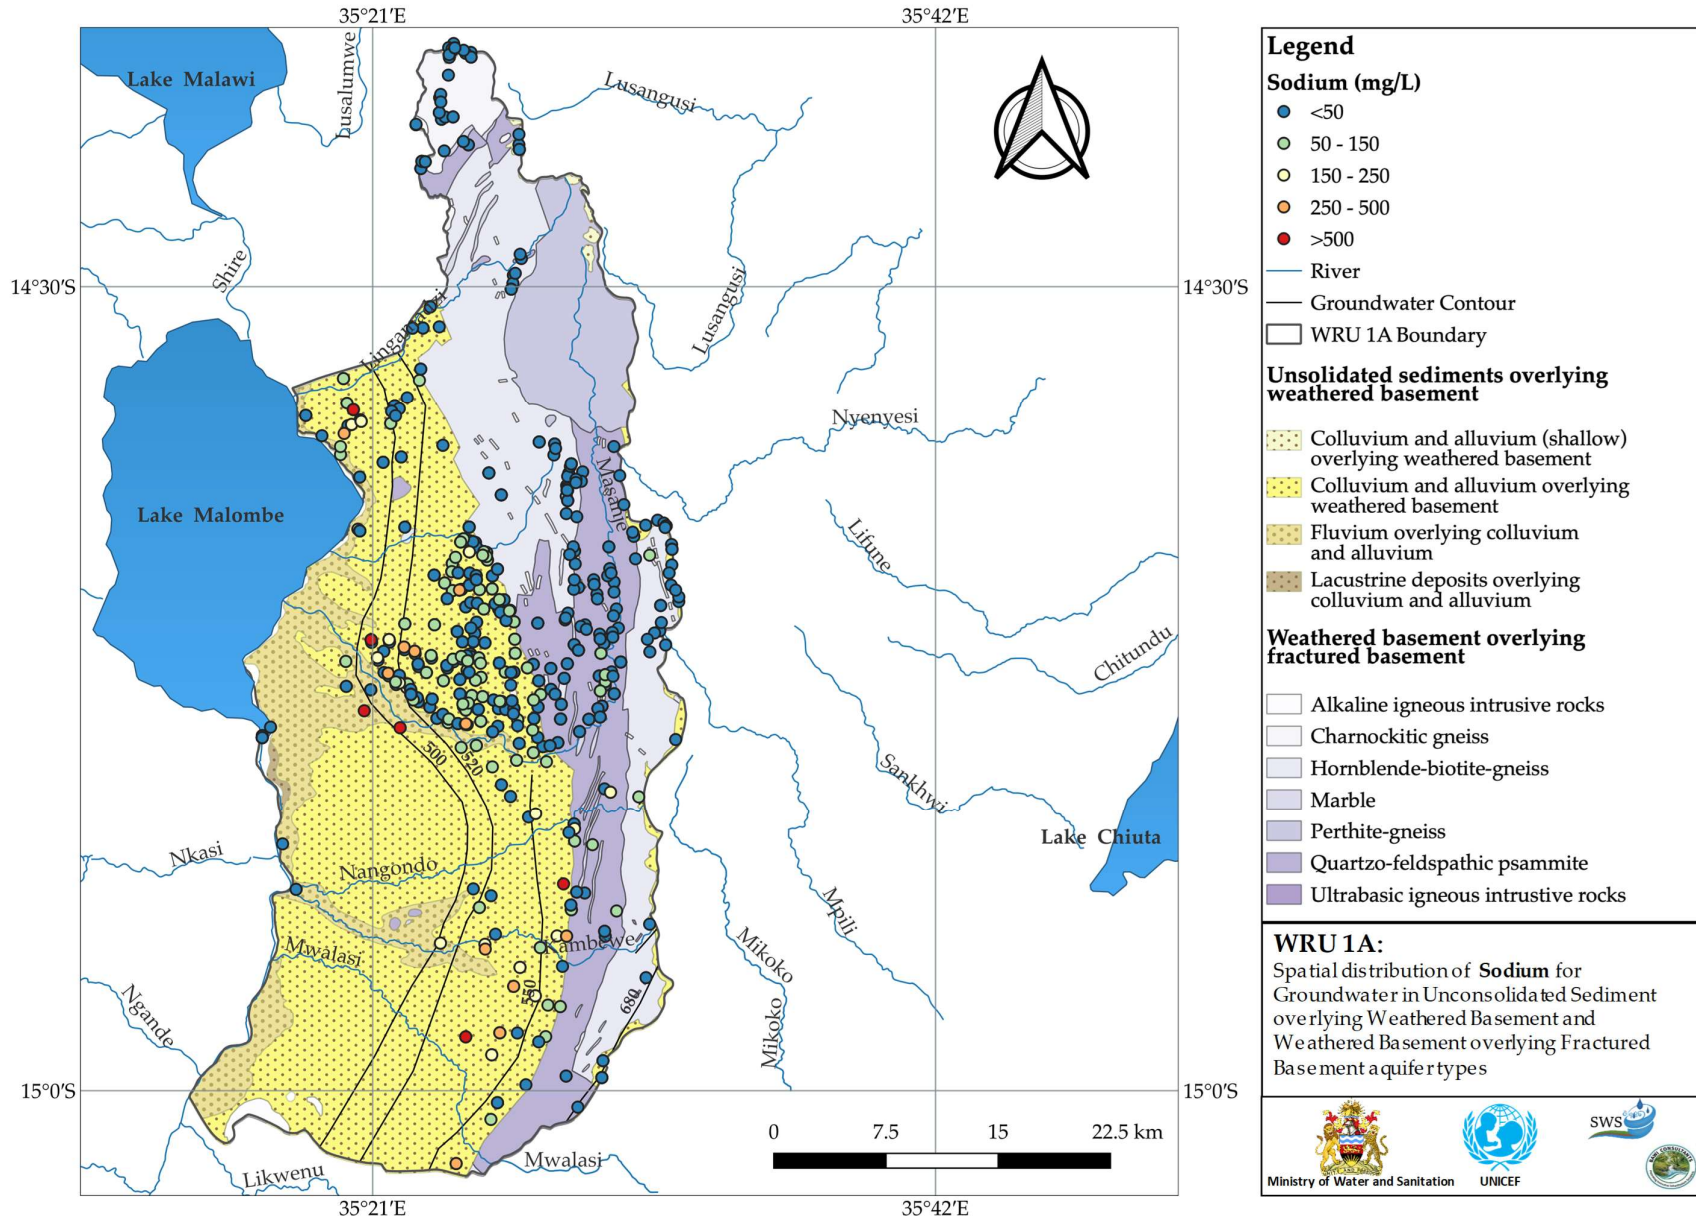 35°21'E
35°42'E
Lake Malawi
Lusalumwe
Lusangusi
Shire
14°30'S
14°30'S
Lusangusi
Lingamanzi
Nyenyesi
Masanje
Lake Malombe
Lifune
Chitundu
500
520
Sankhwi
Lake Chiuta
Nkasi
Nangondo
Mpili
Mwalasi
Kambewe
Mikoko
550
680
Ngande
Mikoko
15°0'S
15°0'S
0 7.5 15 22.5 km
Likwenu
Mwalasi
35°21'E
35°42'E
Legend
Sodium (mg/L)
<50
50 - 150
150 - 250
250 - 500
>500
River
Groundwater Contour
WRU 1A Boundary
Unsolidated sediments overlying
weathered basement
Colluvium and alluvium (shallow)
overlying weathered basement
Colluvium and alluvium overlying
weathered basement
Fluvium overlying colluvium
and alluvium
Lacustrine deposits overlying
colluvium and alluvium
Weathered basement overlying
fractured basement
Alkaline igneous intrusive rocks
Charnockitic gneiss
Hornblende-biotite-gneiss
Marble
Perthite-gneiss
Quartzo-feldspathic psammite
Ultrabasic igneous intrustive rocks
WRU 1A:
Spatial distribution of Sodium for
Groundwater in Unconsolidated Sediment
overlying Weathered Basement and
Weathered Basement overlying Fractured
Basement aquifer types
SWS
Ministry of Water and Sanitation
UNICEF